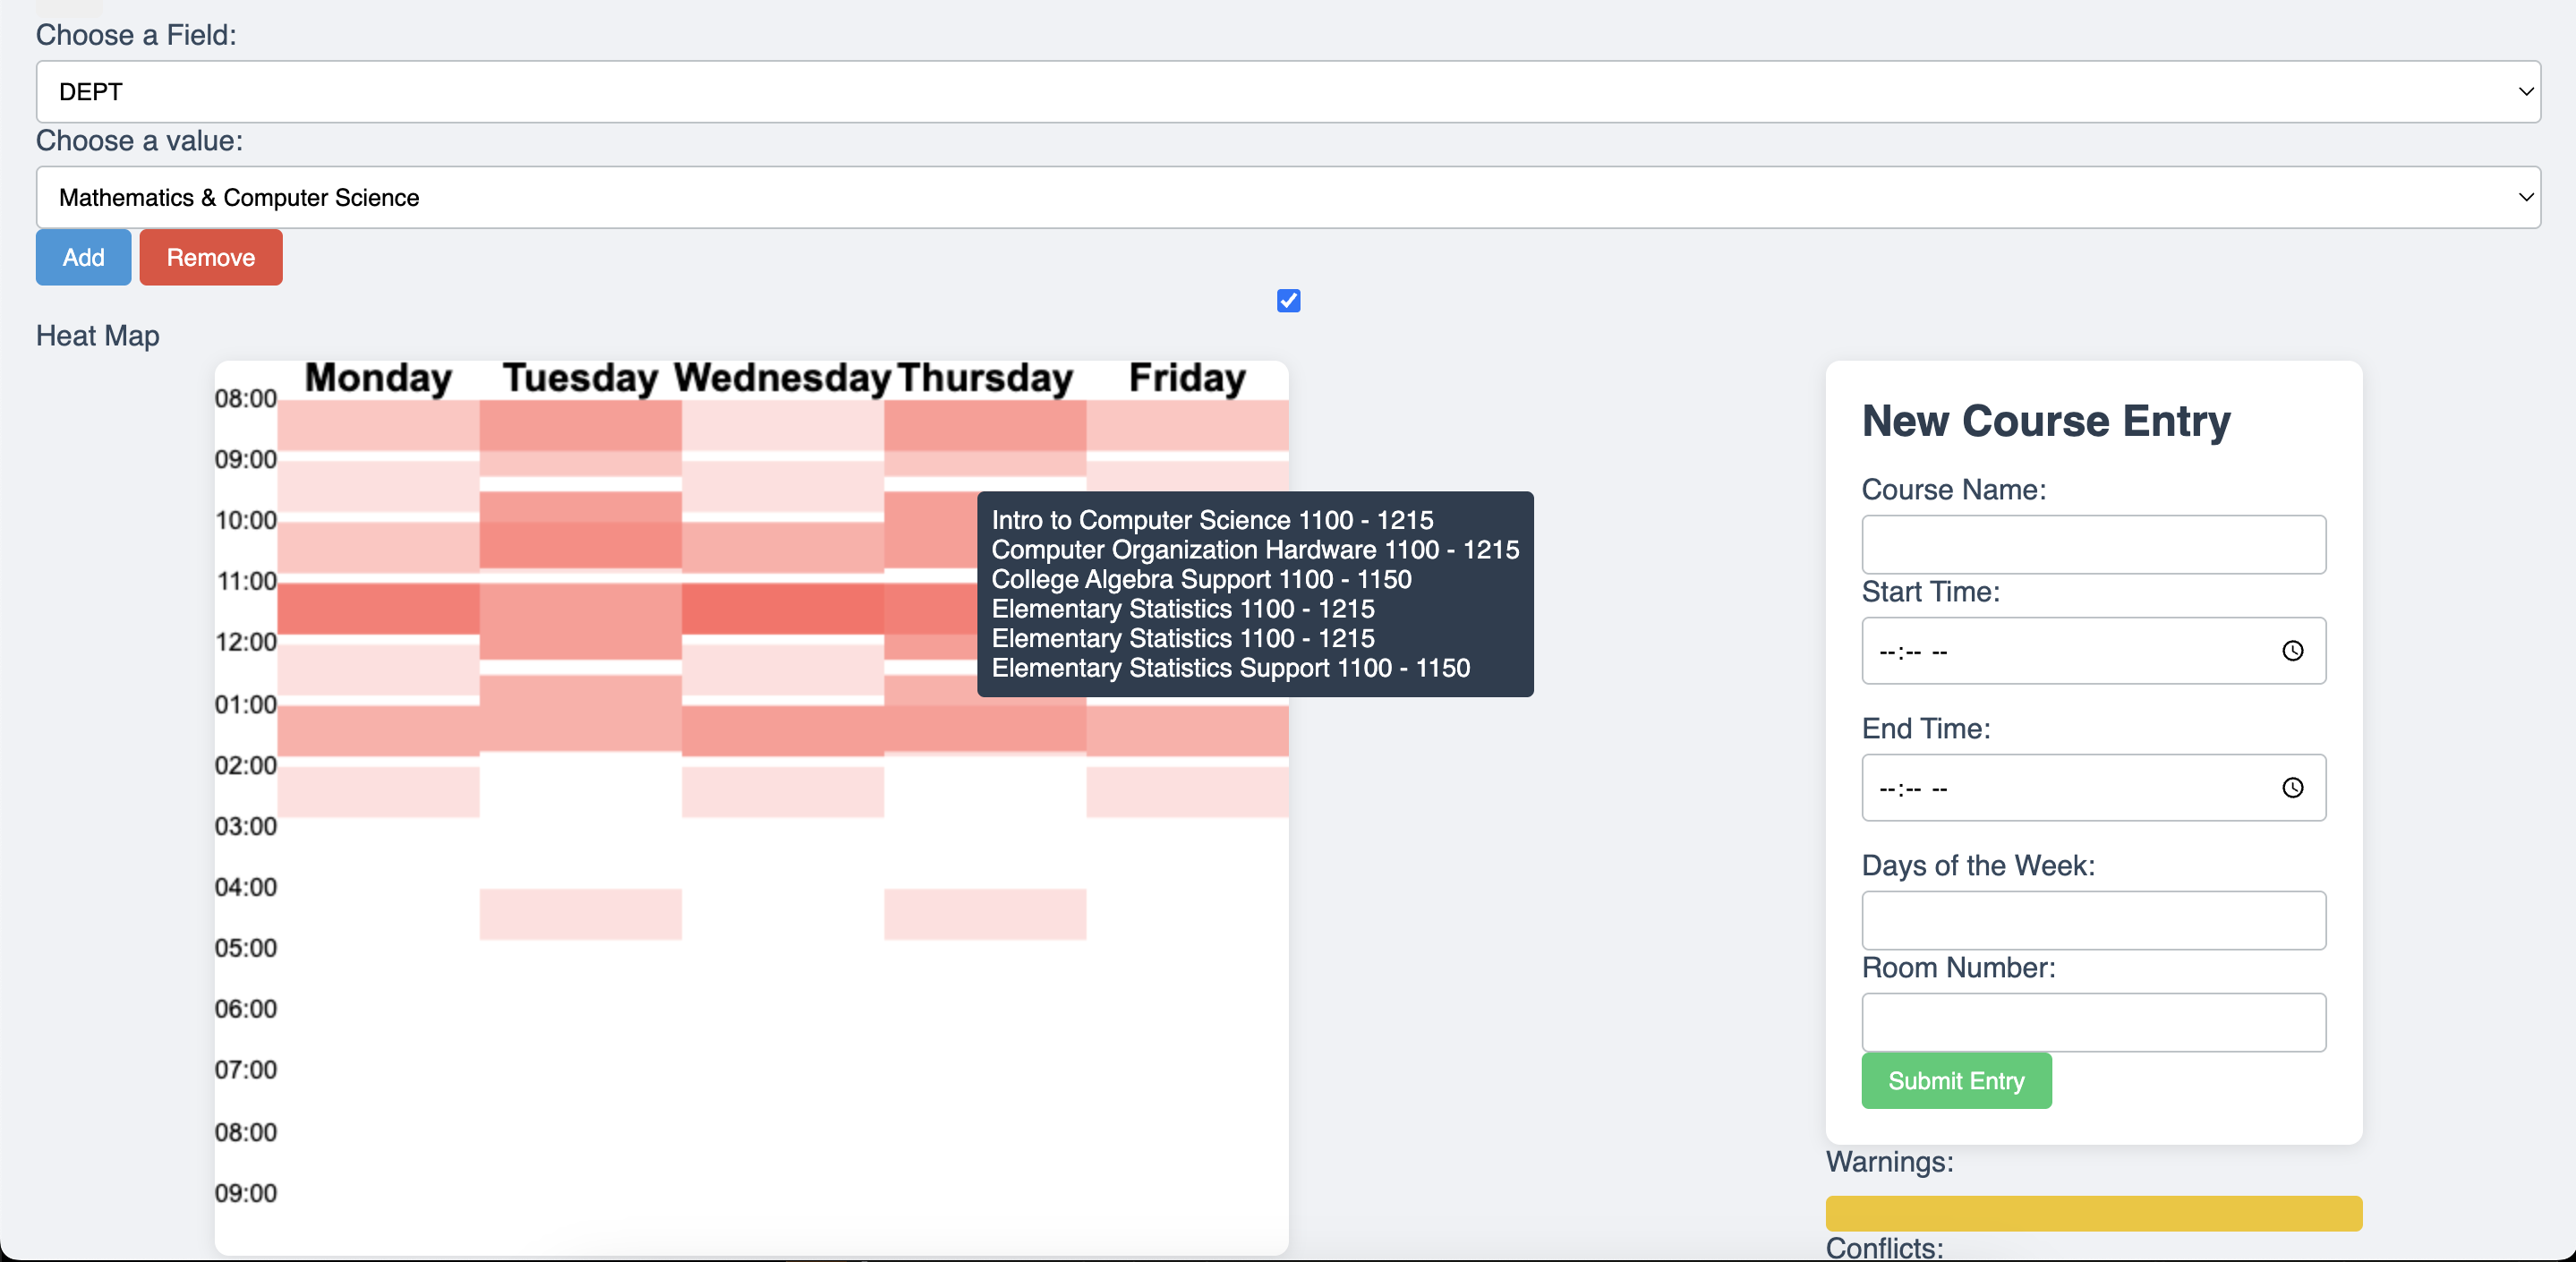 Choose a Field:
DEPT
Choose a value:
Mathematics & Computer Science
Add Remove
Heat Map
Monday Tuesday Wednesday Thursday Friday
08:00
09:00
10:00
11:00
12:00
01:00
02:00
03:00
04:00
05:00
06:00
07:00
08:00
09:00
Intro to Computer Science 1100 - 1215
Computer Organization Hardware 1100 - 1215
College Algebra Support 1100 - 1150
Elementary Statistics 1100 - 1215
Elementary Statistics 1100 - 1215
Elementary Statistics Support 1100 - 1150
New Course Entry
Course Name:
Start Time:
--:-- --
End Time:
--:-- --
Days of the Week:
Room Number:
Submit Entry
Warnings:
Conflicts: